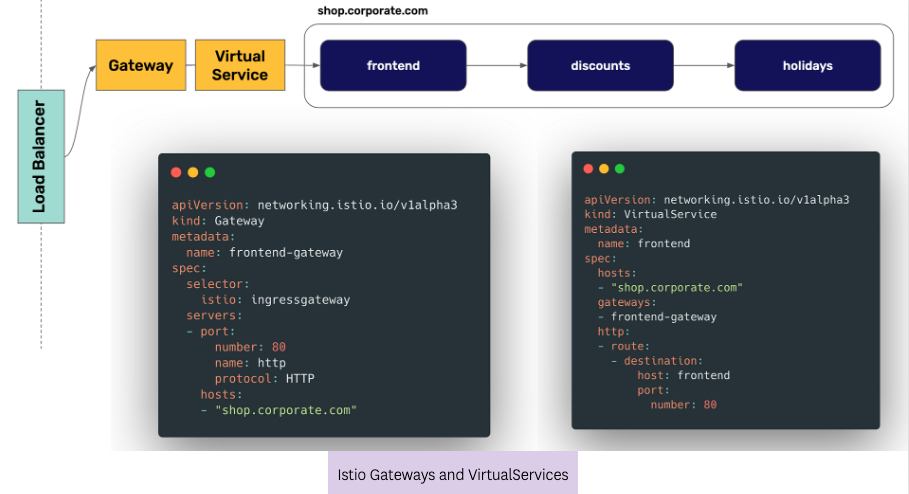 shop.corporate.com
Load Balancer
Gateway
Virtual
Service
frontend
discounts
holidays
apiVersion: networking.istio.io/v1alpha3
kind: Gateway
metadata:
  name: frontend-gateway
spec:
  selector:
    istio: ingressgateway
  servers:
  - port:
      number: 80
      name: http
      protocol: HTTP
    hosts:
    - "shop.corporate.com"
apiVersion: networking.istio.io/v1alpha3
kind: VirtualService
metadata:
  name: frontend
spec:
  hosts:
  - "shop.corporate.com"
  gateways:
  - frontend-gateway
  http:
  - route:
    - destination:
        host: frontend
        port:
          number: 80
Istio Gateways and VirtualServices